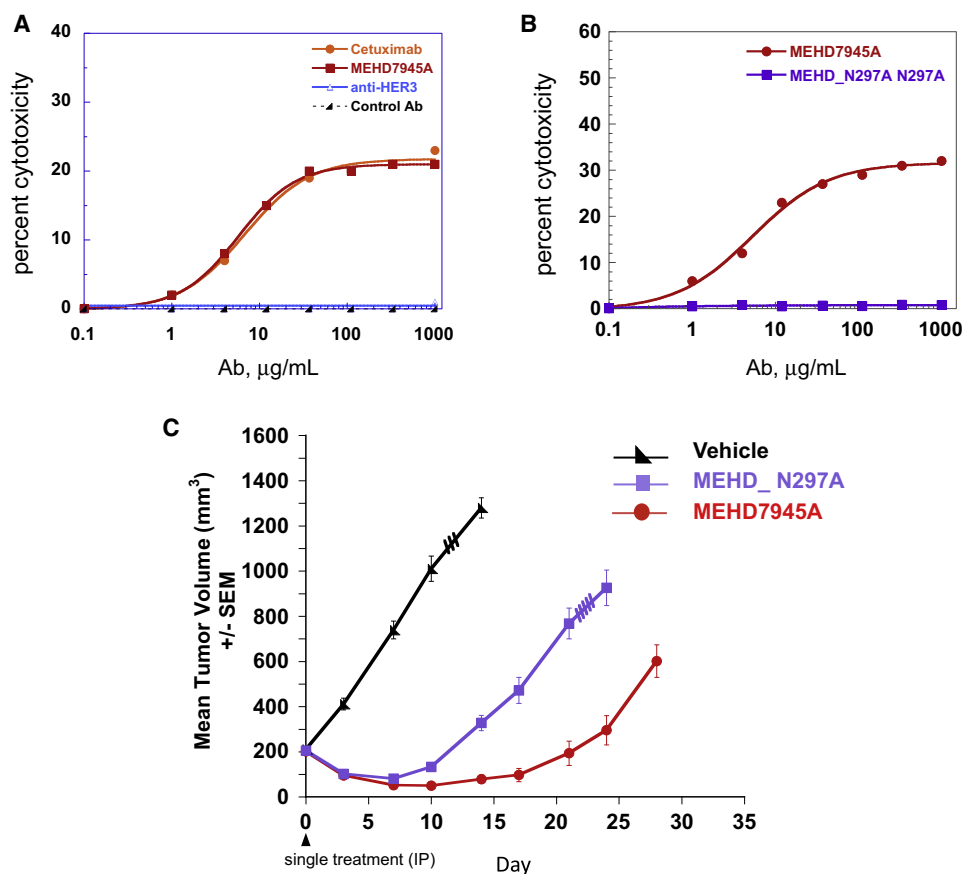 A
40
30
20
10
0
percent cytotoxicity
Cetuximab
MEHD7945A
anti-HER3
Control Ab
0.1 1 10 100 1000
Ab, μg/mL
B
60
50
40
30
20
10
0
percent cytotoxicity
MEHD7945A
MEHD_N297A N297A
0.1 1 10 100 1000
Ab, μg/mL
C
1600
1400
1200
1000
800
600
400
200
0
Mean Tumor Volume (mm³)
+/- SEM
Vehicle
MEHD_ N297A
MEHD7945A
0 5 10 15 20 25 30 35
single treatment (IP)
Day